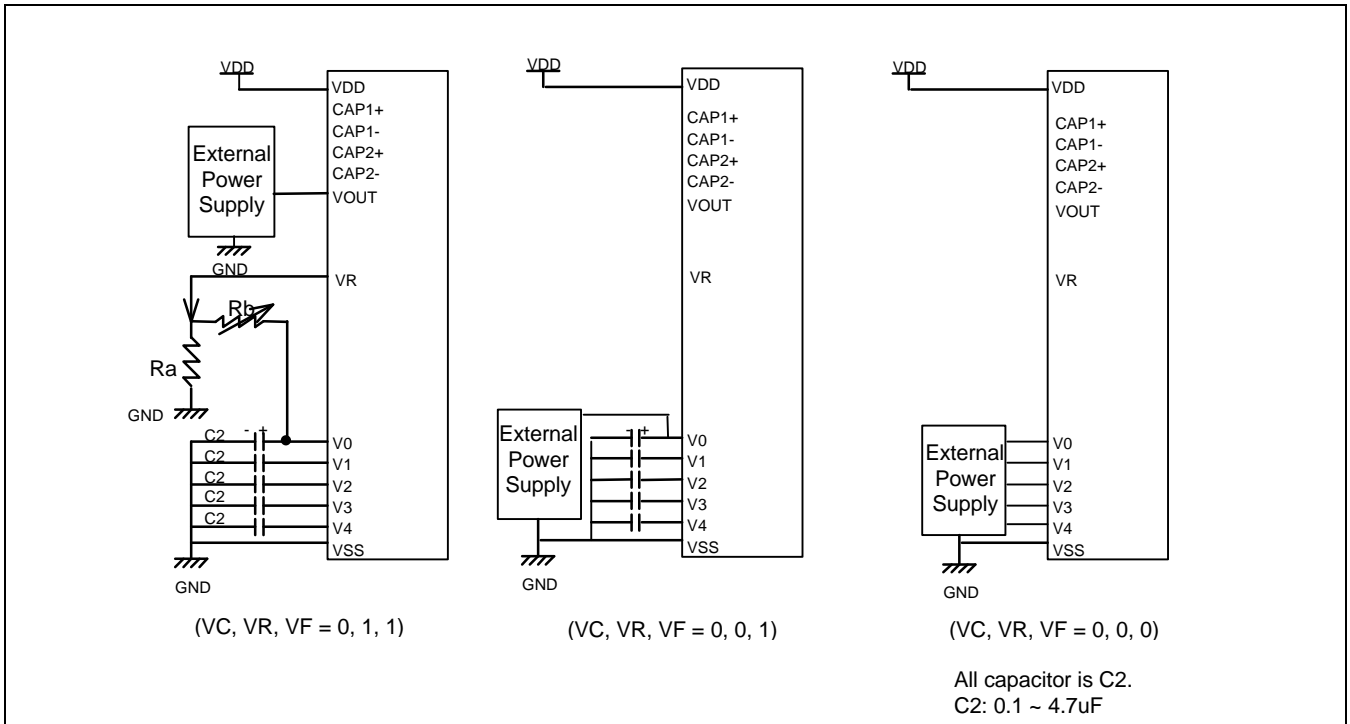 VDD
VDD
CAP1+
CAP1-
CAP2+
CAP2-
VOUT
External
Power
Supply
GND
VR
Rb
Ra
GND
C2 - + V0
C2 V1
C2 V2
C2 V3
C2 V4
VSS
GND
(VC, VR, VF = 0, 1, 1)
VDD
VDD
CAP1+
CAP1-
CAP2+
CAP2-
VOUT
VR
External
Power
Supply
- + V0
V1
V2
V3
V4
VSS
GND
(VC, VR, VF = 0, 0, 1)
VDD
VDD
CAP1+
CAP1-
CAP2+
CAP2-
VOUT
VR
External
Power
Supply
V0
V1
V2
V3
V4
VSS
GND
(VC, VR, VF = 0, 0, 0)
All capacitor is C2.
C2: 0.1 ~ 4.7uF